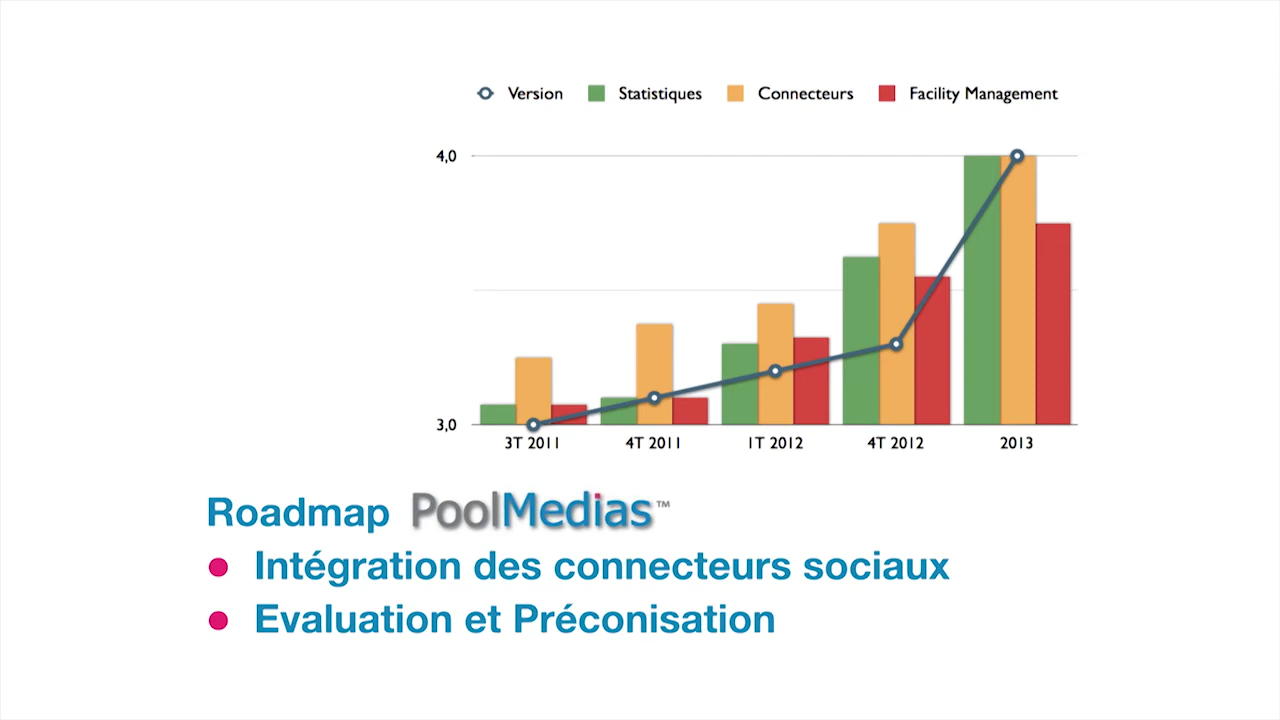 Version Statistiques Connecteurs Facility Management
4,0
3,0
3T 2011 4T 2011 1T 2012 4T 2012 2013
Roadmap PoolMedias™
• Intégration des connecteurs sociaux
• Evaluation et Préconisation